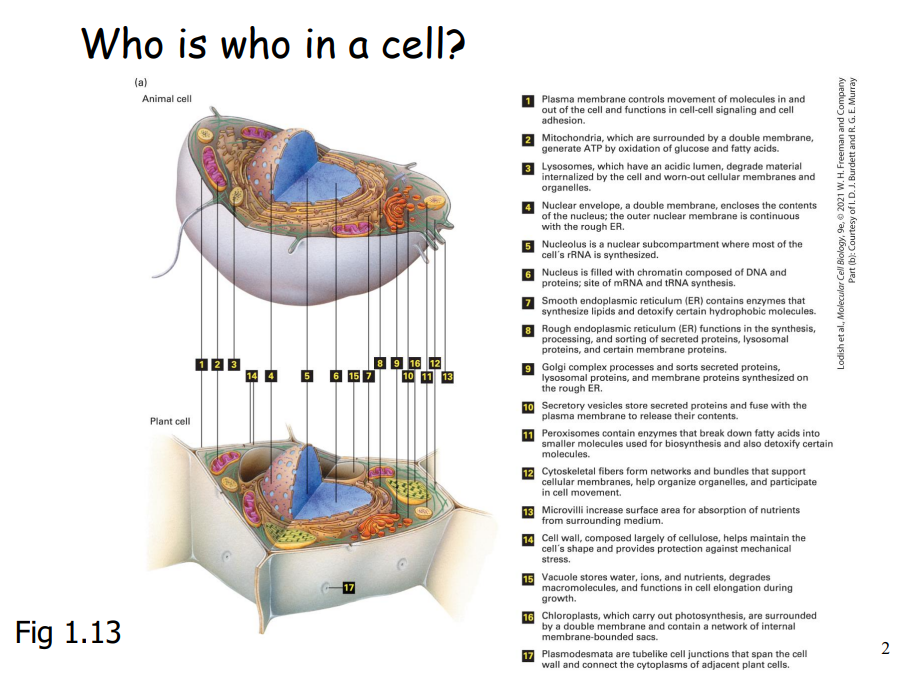 Who is who in a cell?
(a)
Animal cell
1 2 3
14 4 5 6 15 7
8 9 16 12
10 11 13
Plant cell
17
1 Plasma membrane controls movement of molecules in and
out of the cell and functions in cell-cell signaling and cell
adhesion.
2 Mitochondria, which are surrounded by a double membrane,
generate ATP by oxidation of glucose and fatty acids.
3 Lysosomes, which have an acidic lumen, degrade material
internalized by the cell and worn-out cellular membranes and
organelles.
4 Nuclear envelope, a double membrane, encloses the contents
of the nucleus; the outer nuclear membrane is continuous
with the rough ER.
5 Nucleolus is a nuclear subcompartment where most of the
cell´s rRNA is synthesized.
6 Nucleus is filled with chromatin composed of DNA and
proteins; site of mRNA and tRNA synthesis.
7 Smooth endoplasmic reticulum (ER) contains enzymes that
synthesize lipids and detoxify certain hydrophobic molecules.
8 Rough endoplasmic reticulum (ER) functions in the synthesis,
processing, and sorting of secreted proteins, lysosomal
proteins, and certain membrane proteins.
9 Golgi complex processes and sorts secreted proteins,
lysosomal proteins, and membrane proteins synthesized on
the rough ER.
10 Secretory vesicles store secreted proteins and fuse with the
plasma membrane to release their contents.
11 Peroxisomes contain enzymes that break down fatty acids into
smaller molecules used for biosynthesis and also detoxify certain
molecules.
12 Cytoskeletal fibers form networks and bundles that support
cellular membranes, help organize organelles, and participate
in cell movement.
13 Microvilli increase surface area for absorption of nutrients
from surrounding medium.
14 Cell wall, composed largely of cellulose, helps maintain the
cell´s shape and provides protection against mechanical
stress.
15 Vacuole stores water, ions, and nutrients, degrades
macromolecules, and functions in cell elongation during
growth.
16 Chloroplasts, which carry out photosynthesis, are surrounded
by a double membrane and contain a network of internal
membrane-bounded sacs.
17 Plasmodesmata are tubelike cell junctions that span the cell
wall and connect the cytoplasms of adjacent plant cells.
Lodish et al., Molecular Cell Biology, 9e, © 2021 W. H. Freeman and Company
Part (b): Courtesy of I. D. J. Burdett and R. G. E. Murray
Fig 1.13
2